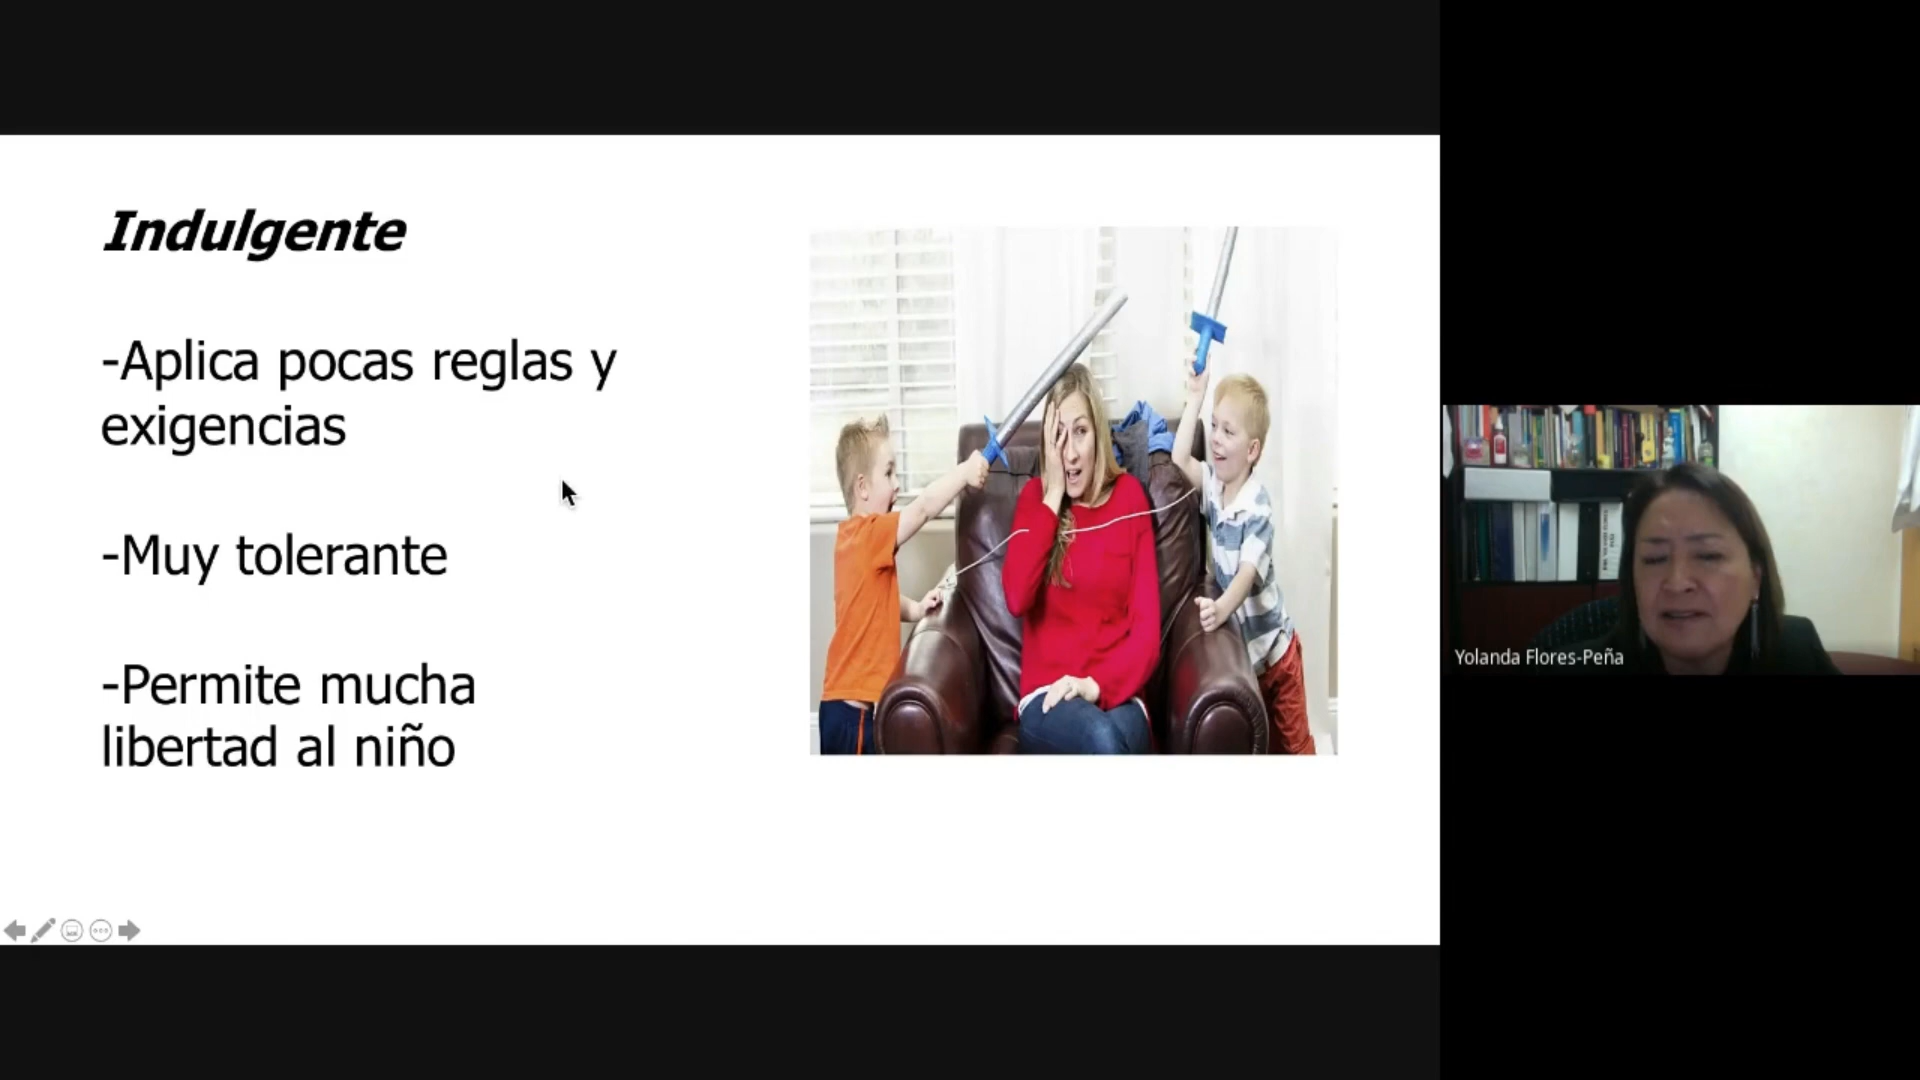 Indulgente
-Aplica pocas reglas y
exigencias
-Muy tolerante
-Permite mucha
libertad al niño
Yolanda Flores-Peña